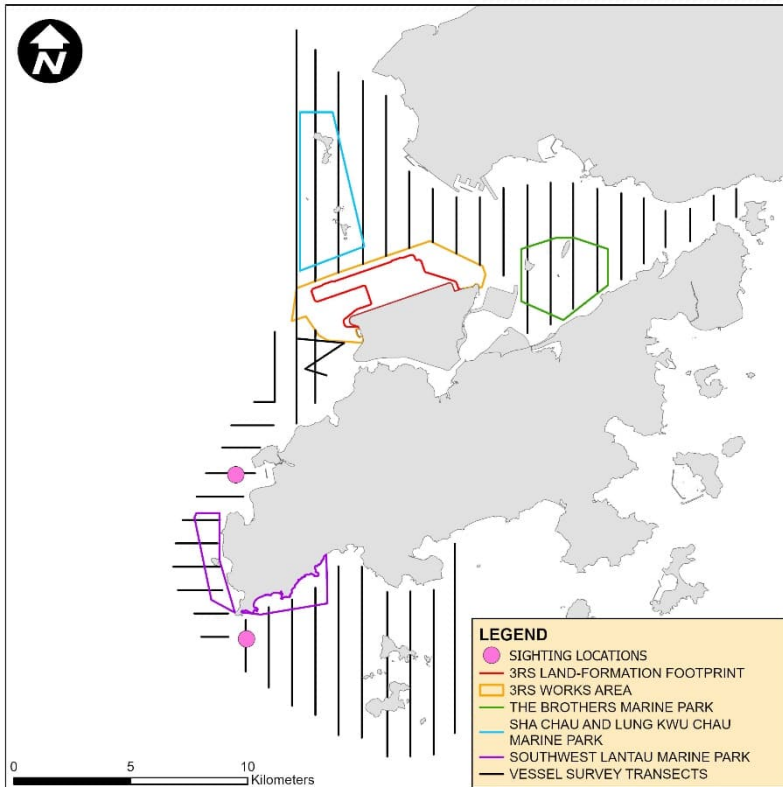 N
LEGEND
SIGHTING LOCATIONS
3RS LAND-FORMATION FOOTPRINT
3RS WORKS AREA
THE BROTHERS MARINE PARK
SHA CHAU AND LUNG KWU CHAU
MARINE PARK
SOUTHWEST LANTAU MARINE PARK
VESSEL SURVEY TRANSECTS
0 5 10
Kilometers